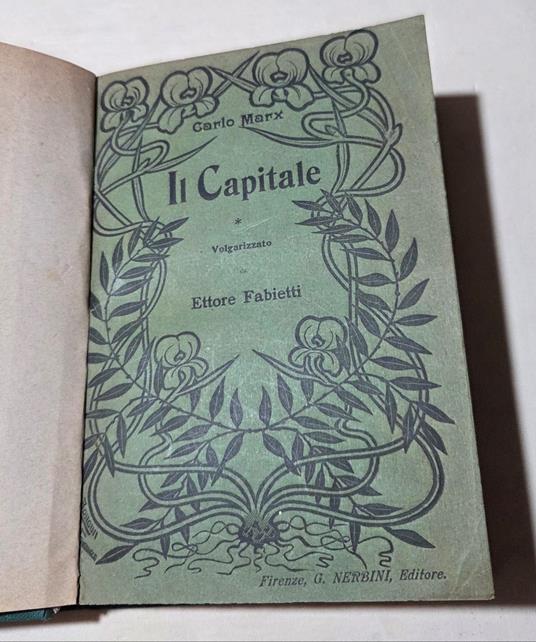 Carlo Marx
Il Capitale
*
Volgarizzato
da
Ettore Fabietti
Firenze, G. NERBINI, Editore.